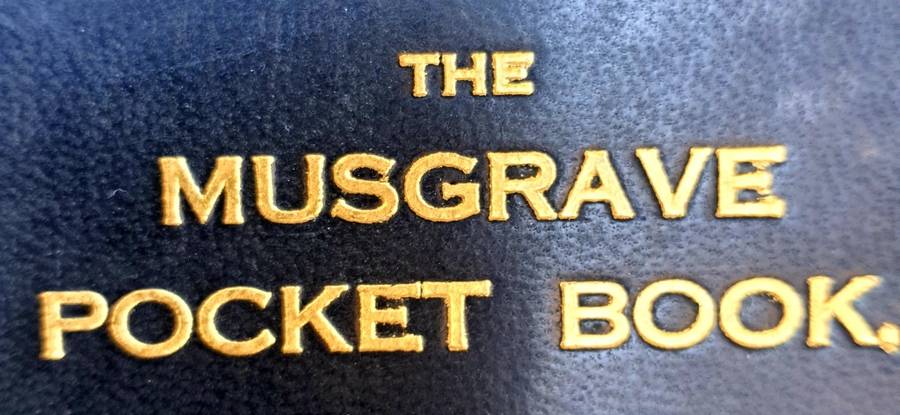 THE
MUSGRAVE
POCKET BOOK.